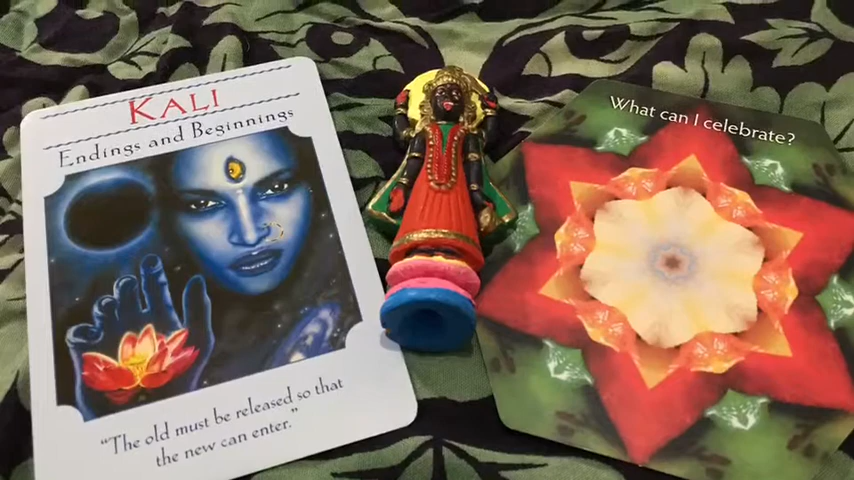 KALI
Endings and Beginnings
"The old must be released so that
the new can enter."
What can I celebrate?